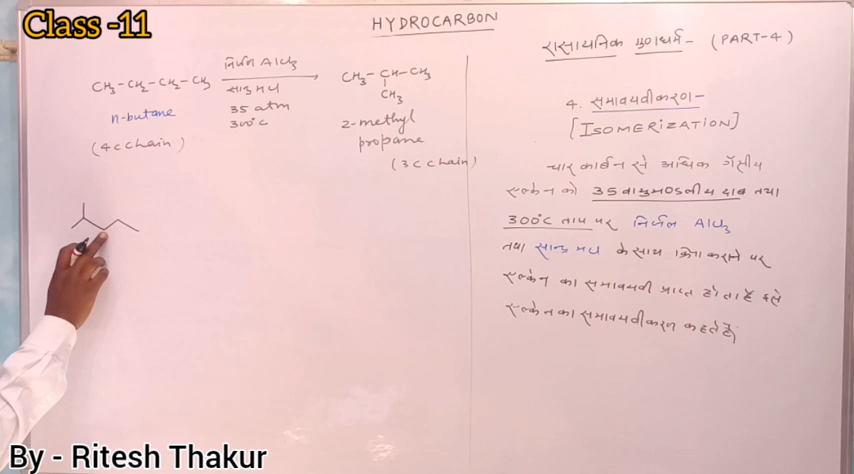 Class -11
HYDROCARBON
रासायनिक गुणधर्म - (PART-4)
CH3-CH2-CH2-CH3
निर्जल AlCl3
सान्द्र HCl
35 atm
300°C
CH3-CH-CH3
CH3
n-butane
(4C Chain)
2-methyl
propane
(3C Chain)
4. समावयवीकरण-
[ISOMERIZATION]
चार कार्बन से अधिक गैसीय
एल्केन को 35 वायुमण्डलीय दाब तथा
300°C ताप पर निर्जल AlCl3
तथा सान्द्र HCl के साथ क्रिया कराने पर
एल्केन का समावयवी प्राप्त होता है इसे
एल्केन का समावयवीकरण कहते हैं।
By - Ritesh Thakur